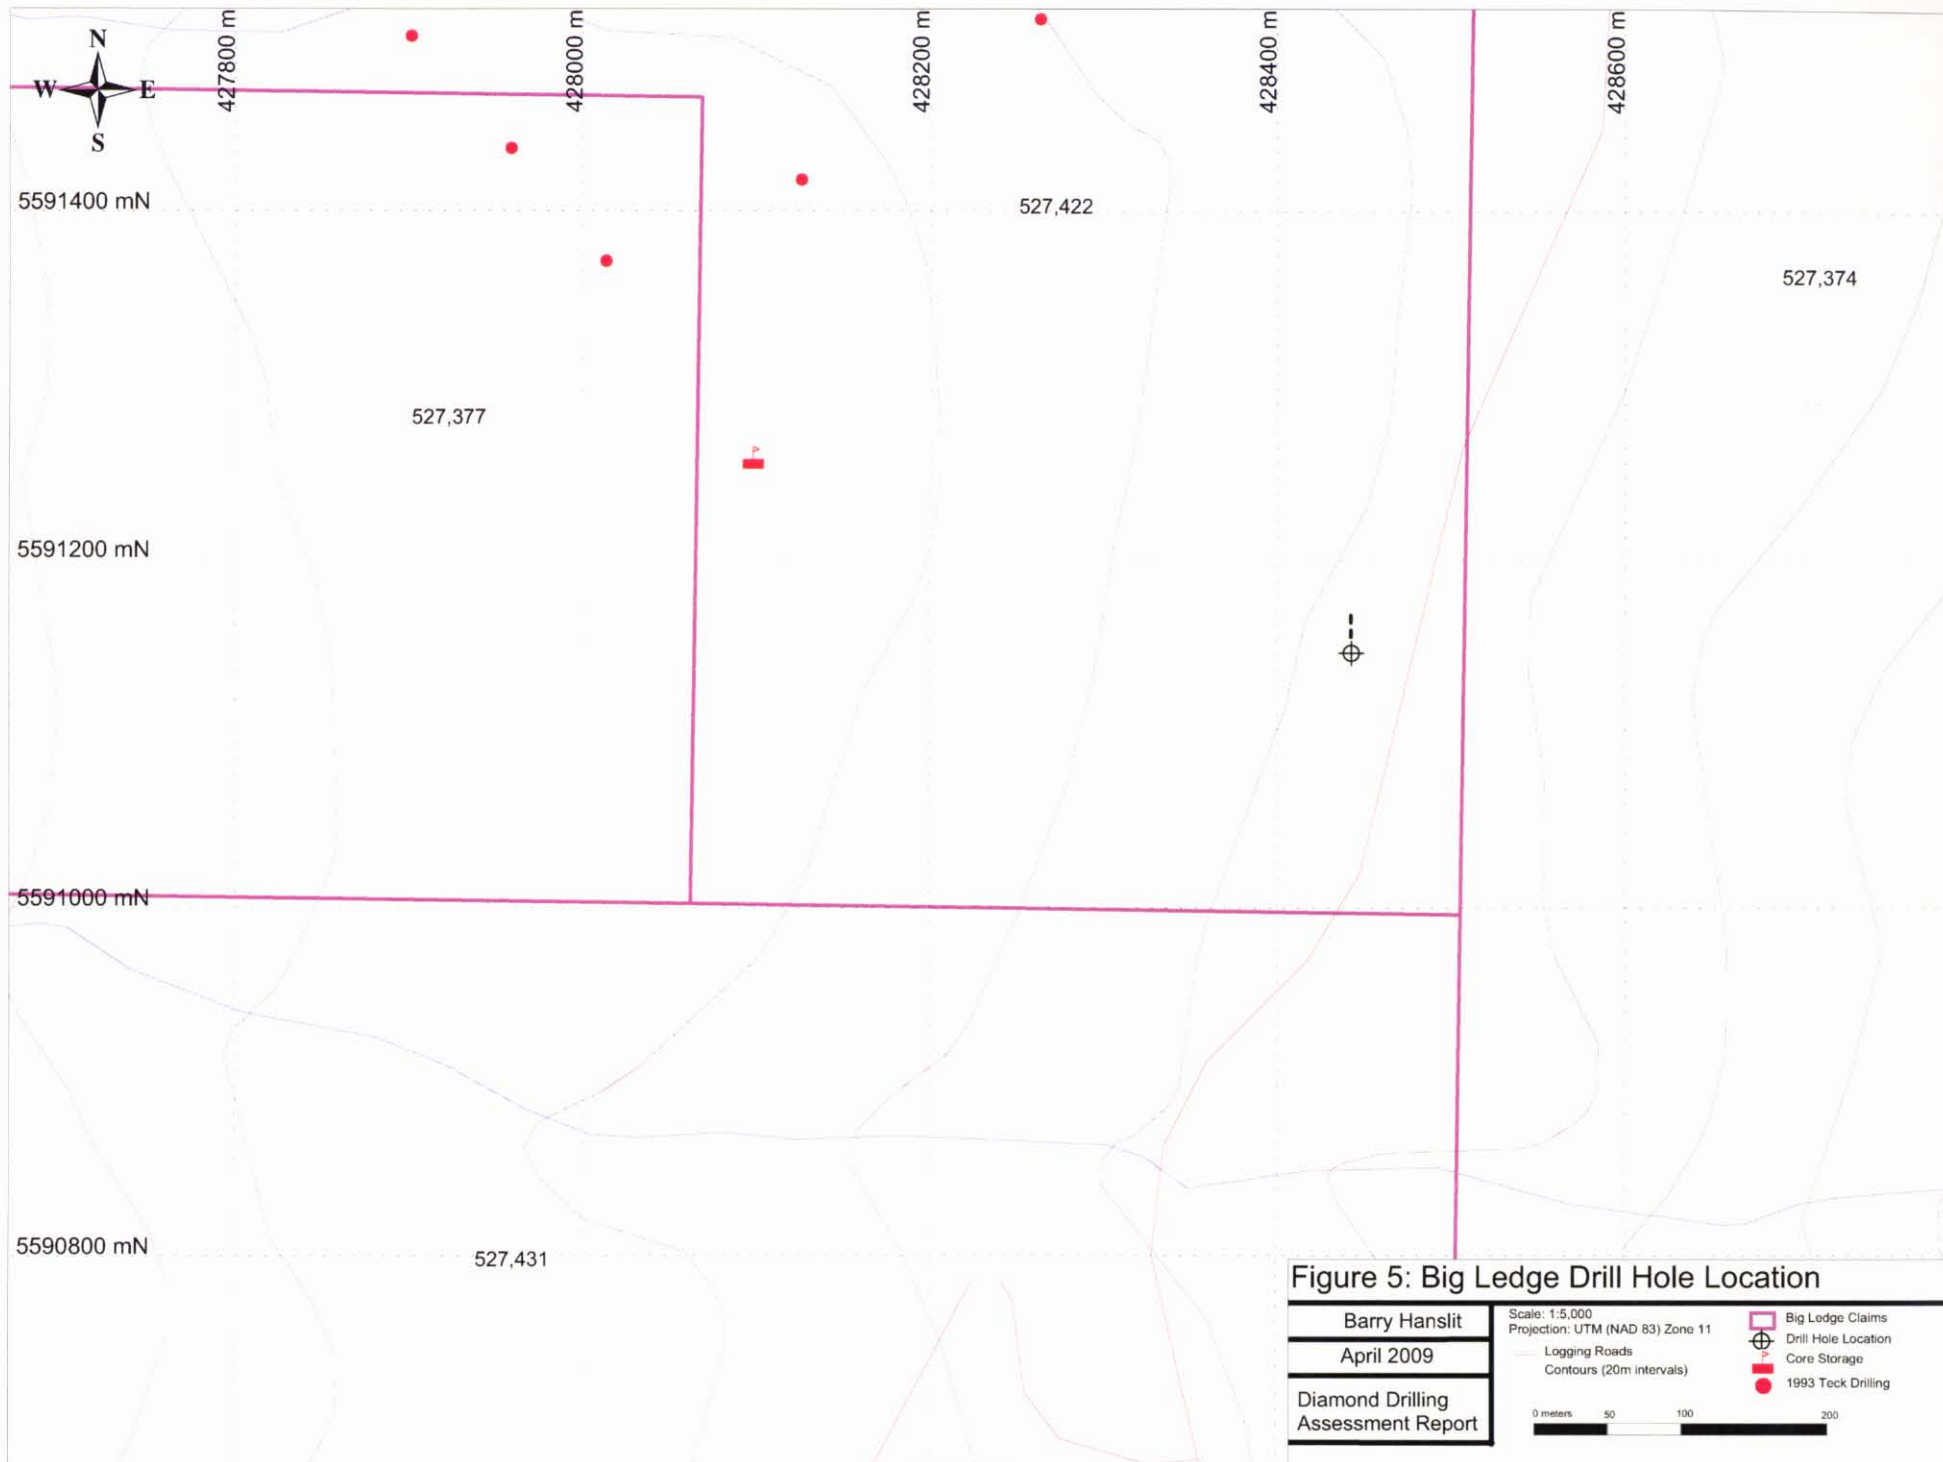 N
W E
S
427800 m
428000 m
428200 m
428400 m
428600 m
5591400 mN
527,422
527,374
527,377
5591200 mN
5591000 mN
5590800 mN
527,431
Figure 5: Big Ledge Drill Hole Location
Barry Hanslit
April 2009
Diamond Drilling
Assessment Report
Scale: 1:5,000
Projection: UTM (NAD 83) Zone 11
Logging Roads
Contours (20m intervals)
Big Ledge Claims
Drill Hole Location
Core Storage
1993 Teck Drilling
0 meters 50 100 200